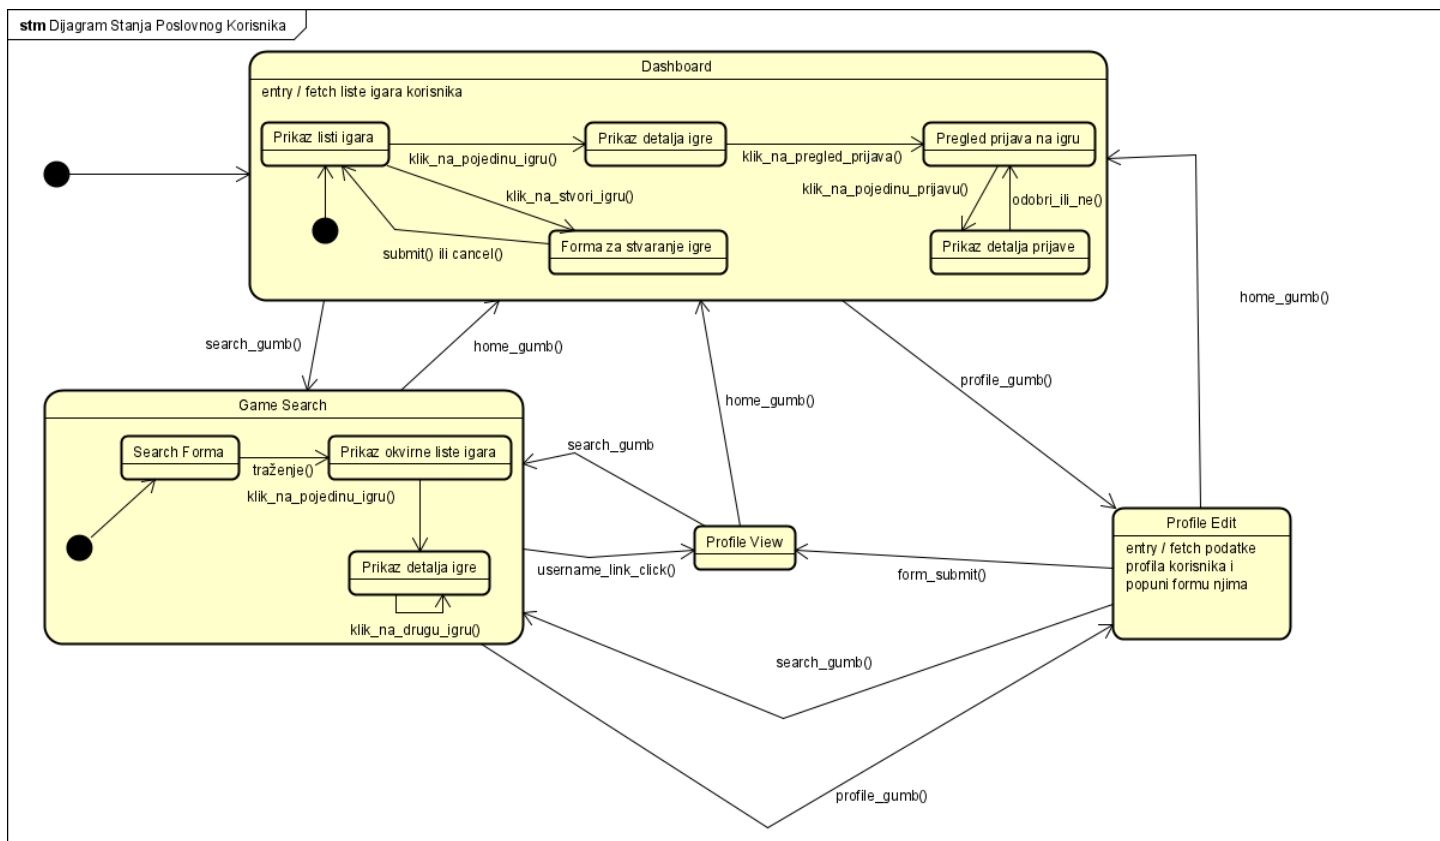 stm Dijagram Stanja Poslovnog Korisnika
Dashboard
entry / fetch liste igara korisnika
Prikaz listi igara
Prikaz detalja igre
Pregled prijava na igru
klik_na_pojedinu_igru()
klik_na_pregled_prijava()
klik_na_pojedinu_prijavu()
klik_na_stvori_igru()
odobri_ili_ne()
submit() ili cancel()
Forma za stvaranje igre
Prikaz detalja prijave
home_gumb()
search_gumb()
home_gumb()
profile_gumb()
home_gumb()
Game Search
Search Forma
Prikaz okvirne liste igara
search_gumb
traženje()
klik_na_pojedinu_igru()
Profile View
Profile Edit
entry / fetch podatke
profila korisnika i
popuni formu njima
Prikaz detalja igre
username_link_click()
form_submit()
klik_na_drugu_igru()
search_gumb()
profile_gumb()